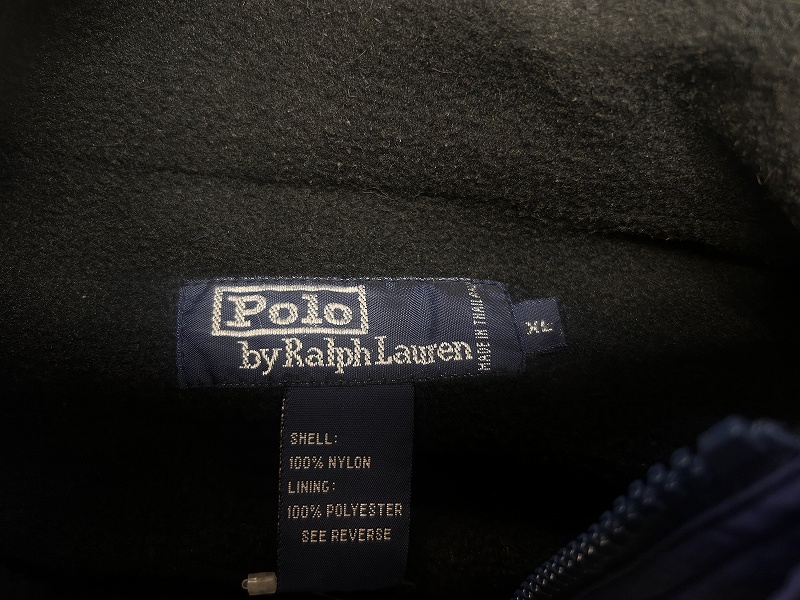 Polo
by Ralph Lauren
MADE IN THAILAND
XL
SHELL:
100% NYLON
LINING:
100% POLYESTER
SEE REVERSE